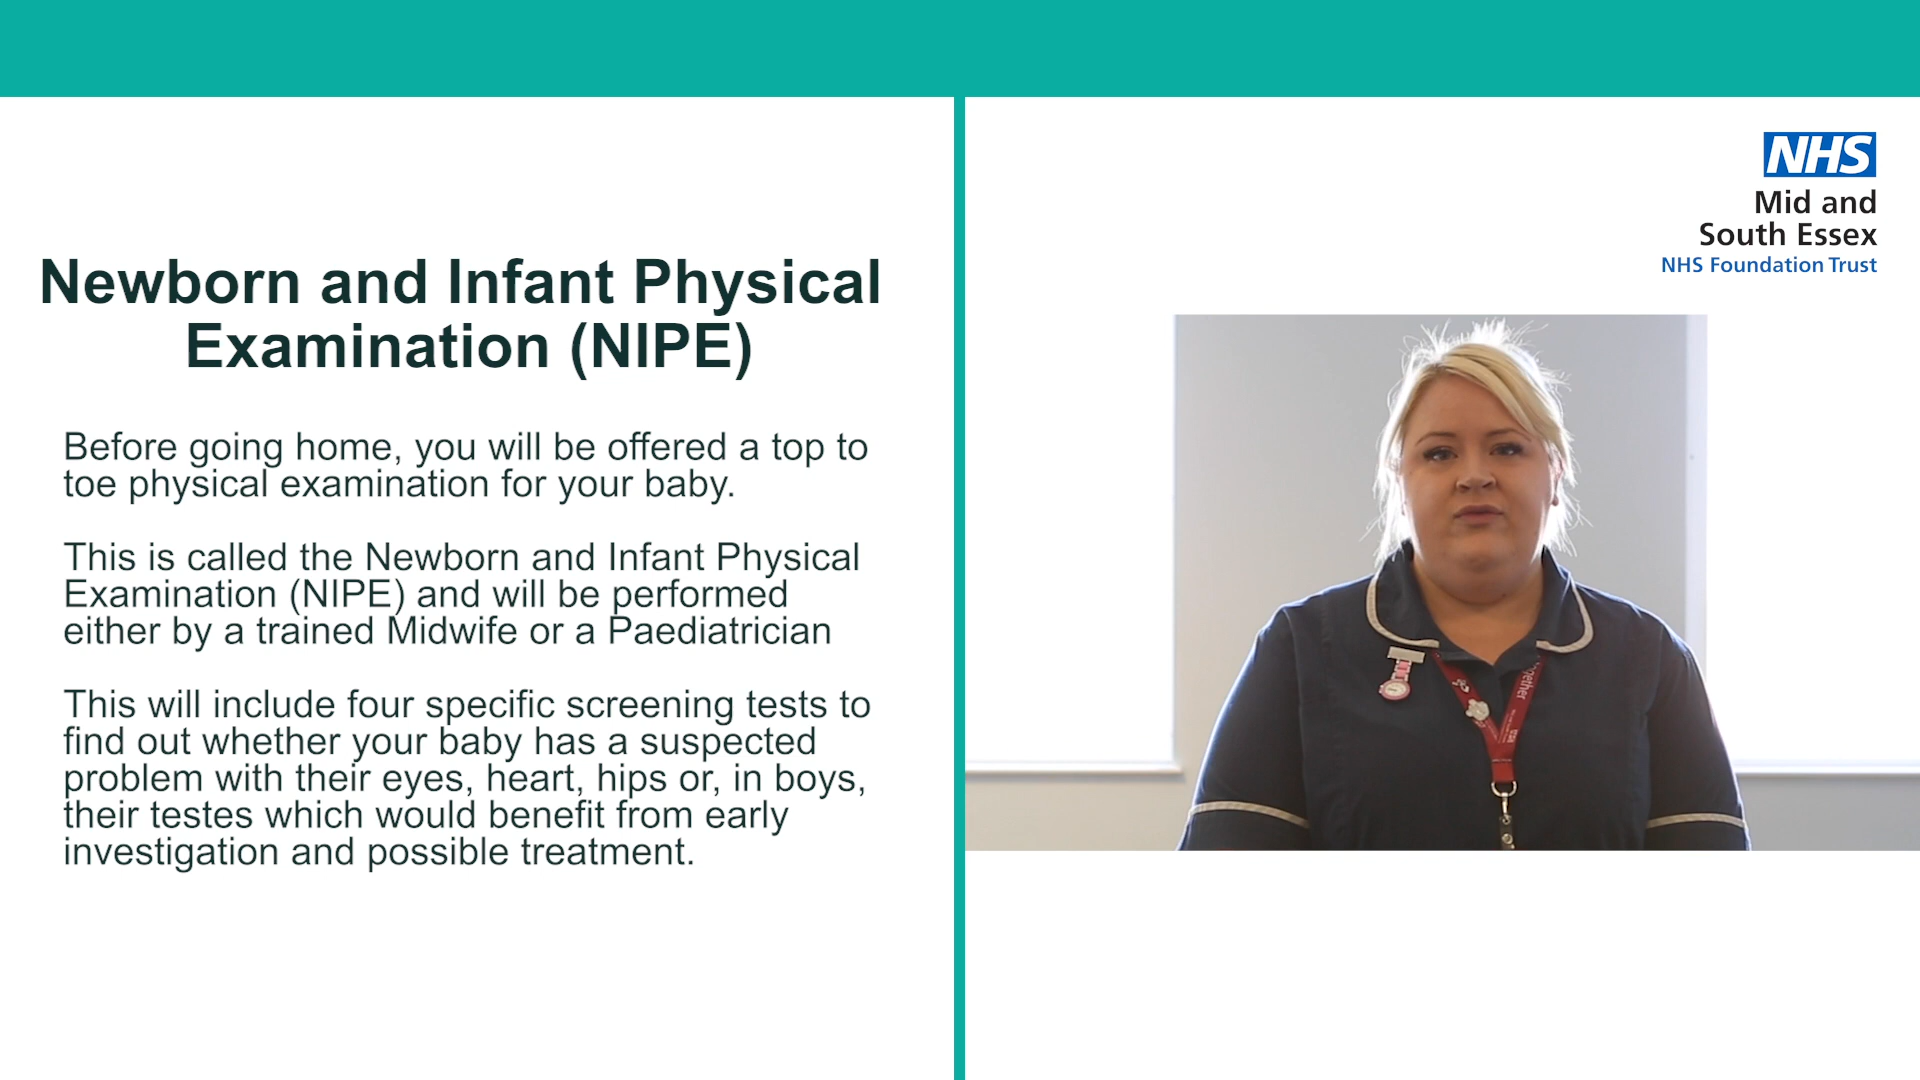 Newborn and Infant Physical
Examination (NIPE)
Before going home, you will be offered a top to
toe physical examination for your baby.
This is called the Newborn and Infant Physical
Examination (NIPE) and will be performed
either by a trained Midwife or a Paediatrician
This will include four specific screening tests to
find out whether your baby has a suspected
problem with their eyes, heart, hips or, in boys,
their testes which would benefit from early
investigation and possible treatment.
NHS
Mid and
South Essex
NHS Foundation Trust